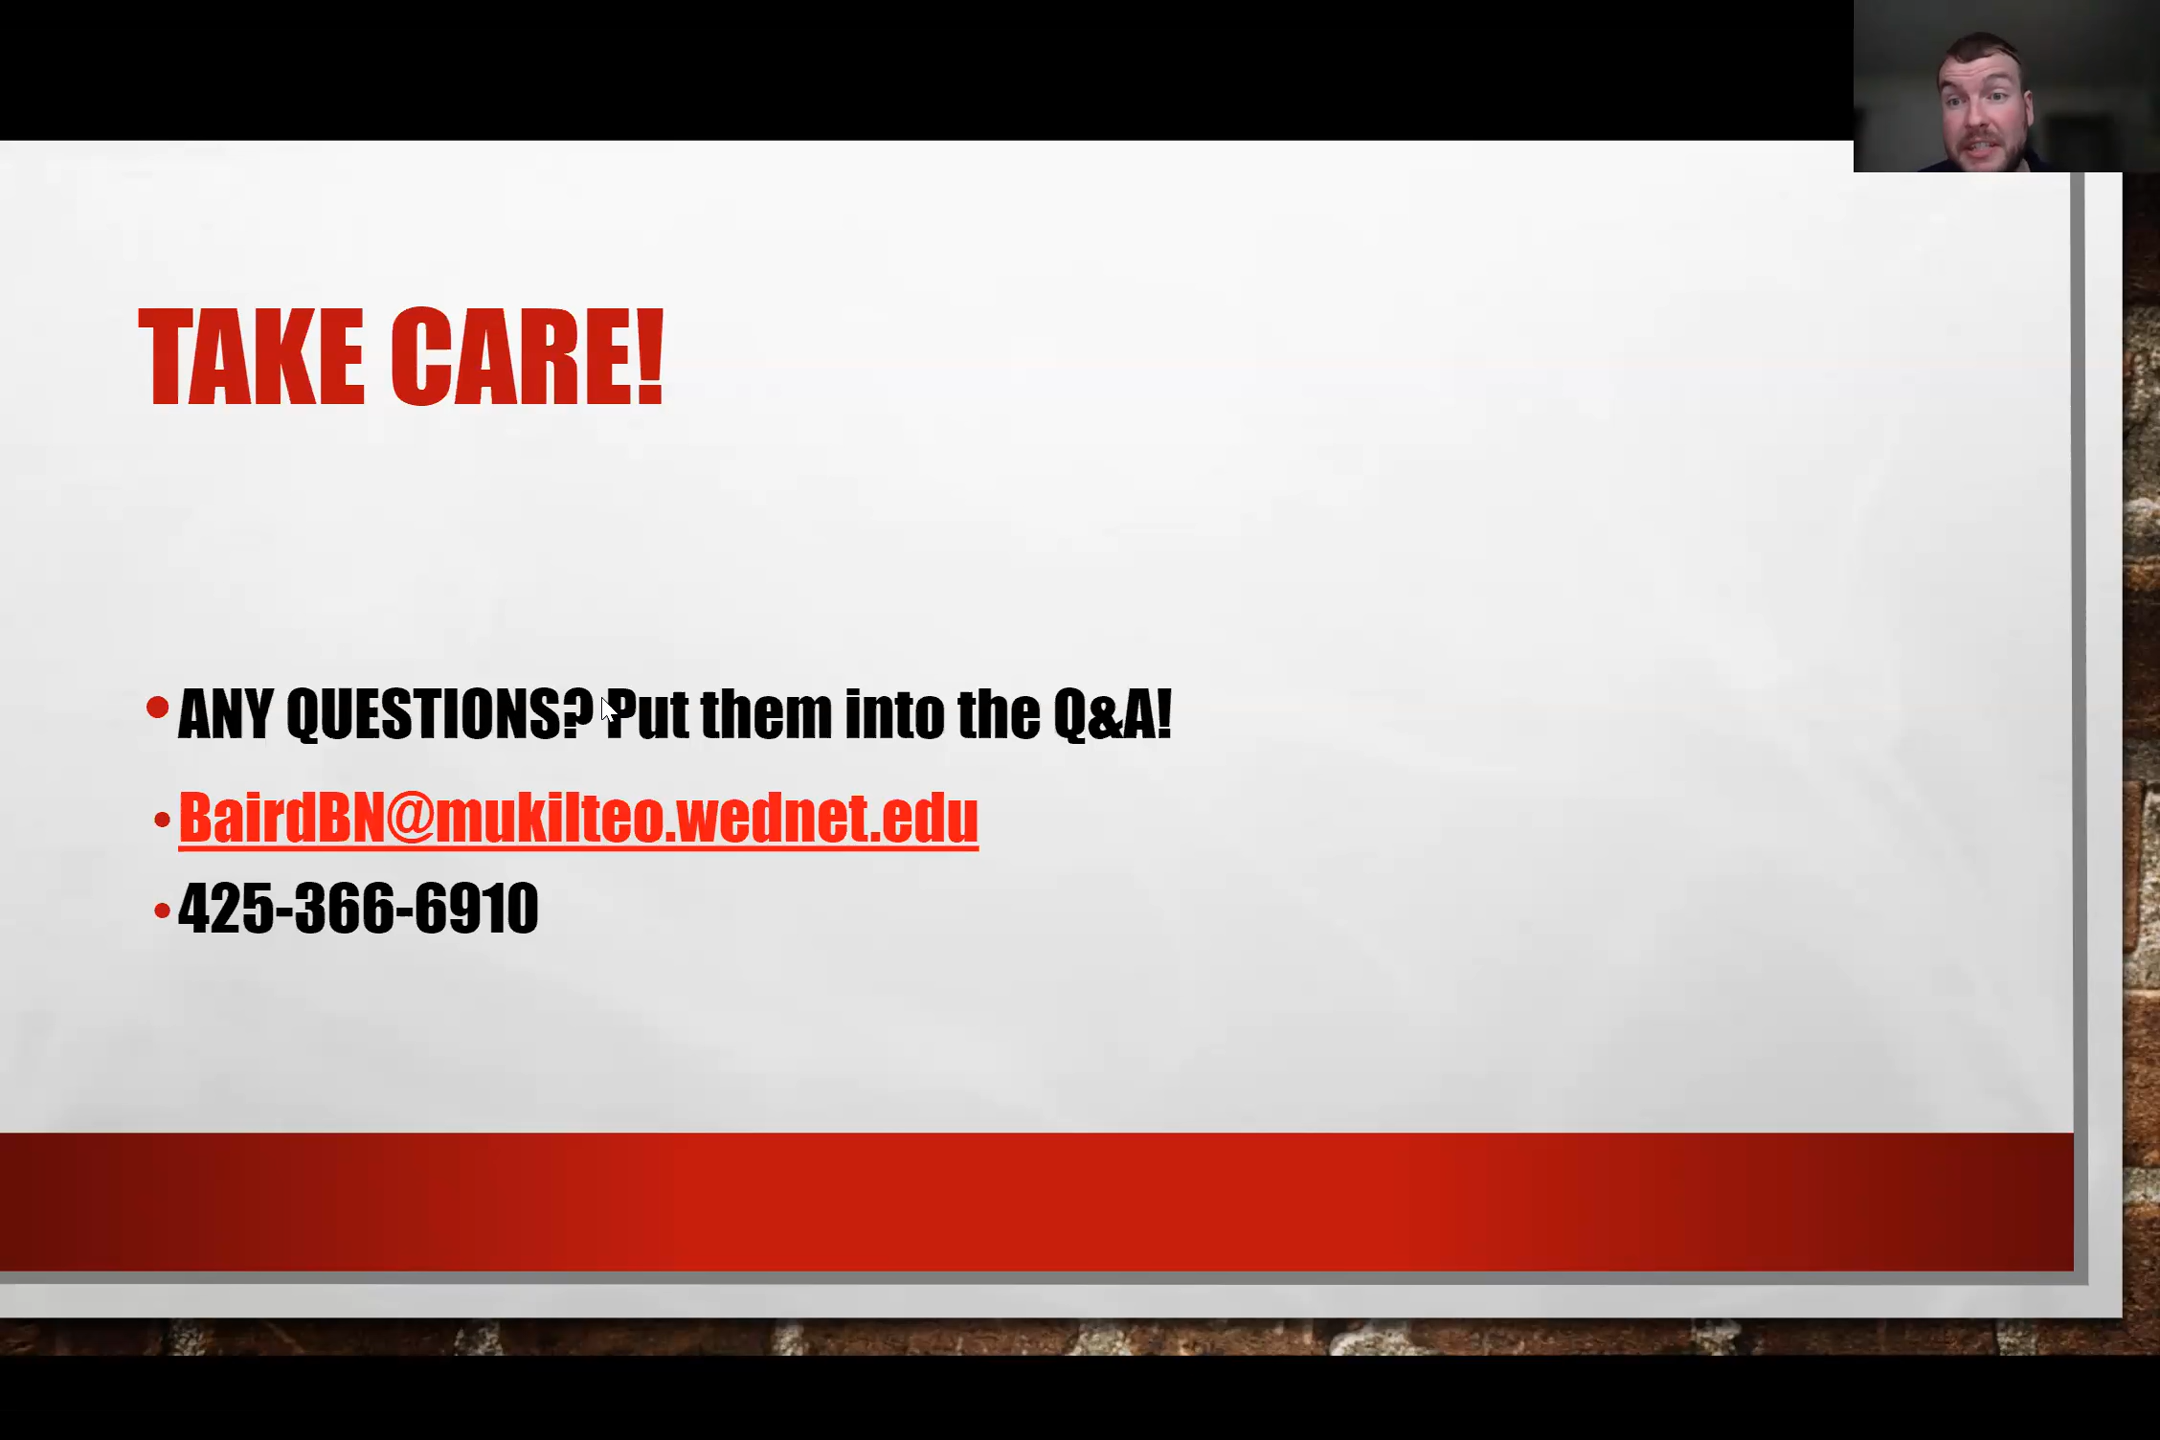 TAKE CARE!
ANY QUESTIONS? Put them into the Q&A!
BairdBN@mukilteo.wednet.edu
425-366-6910